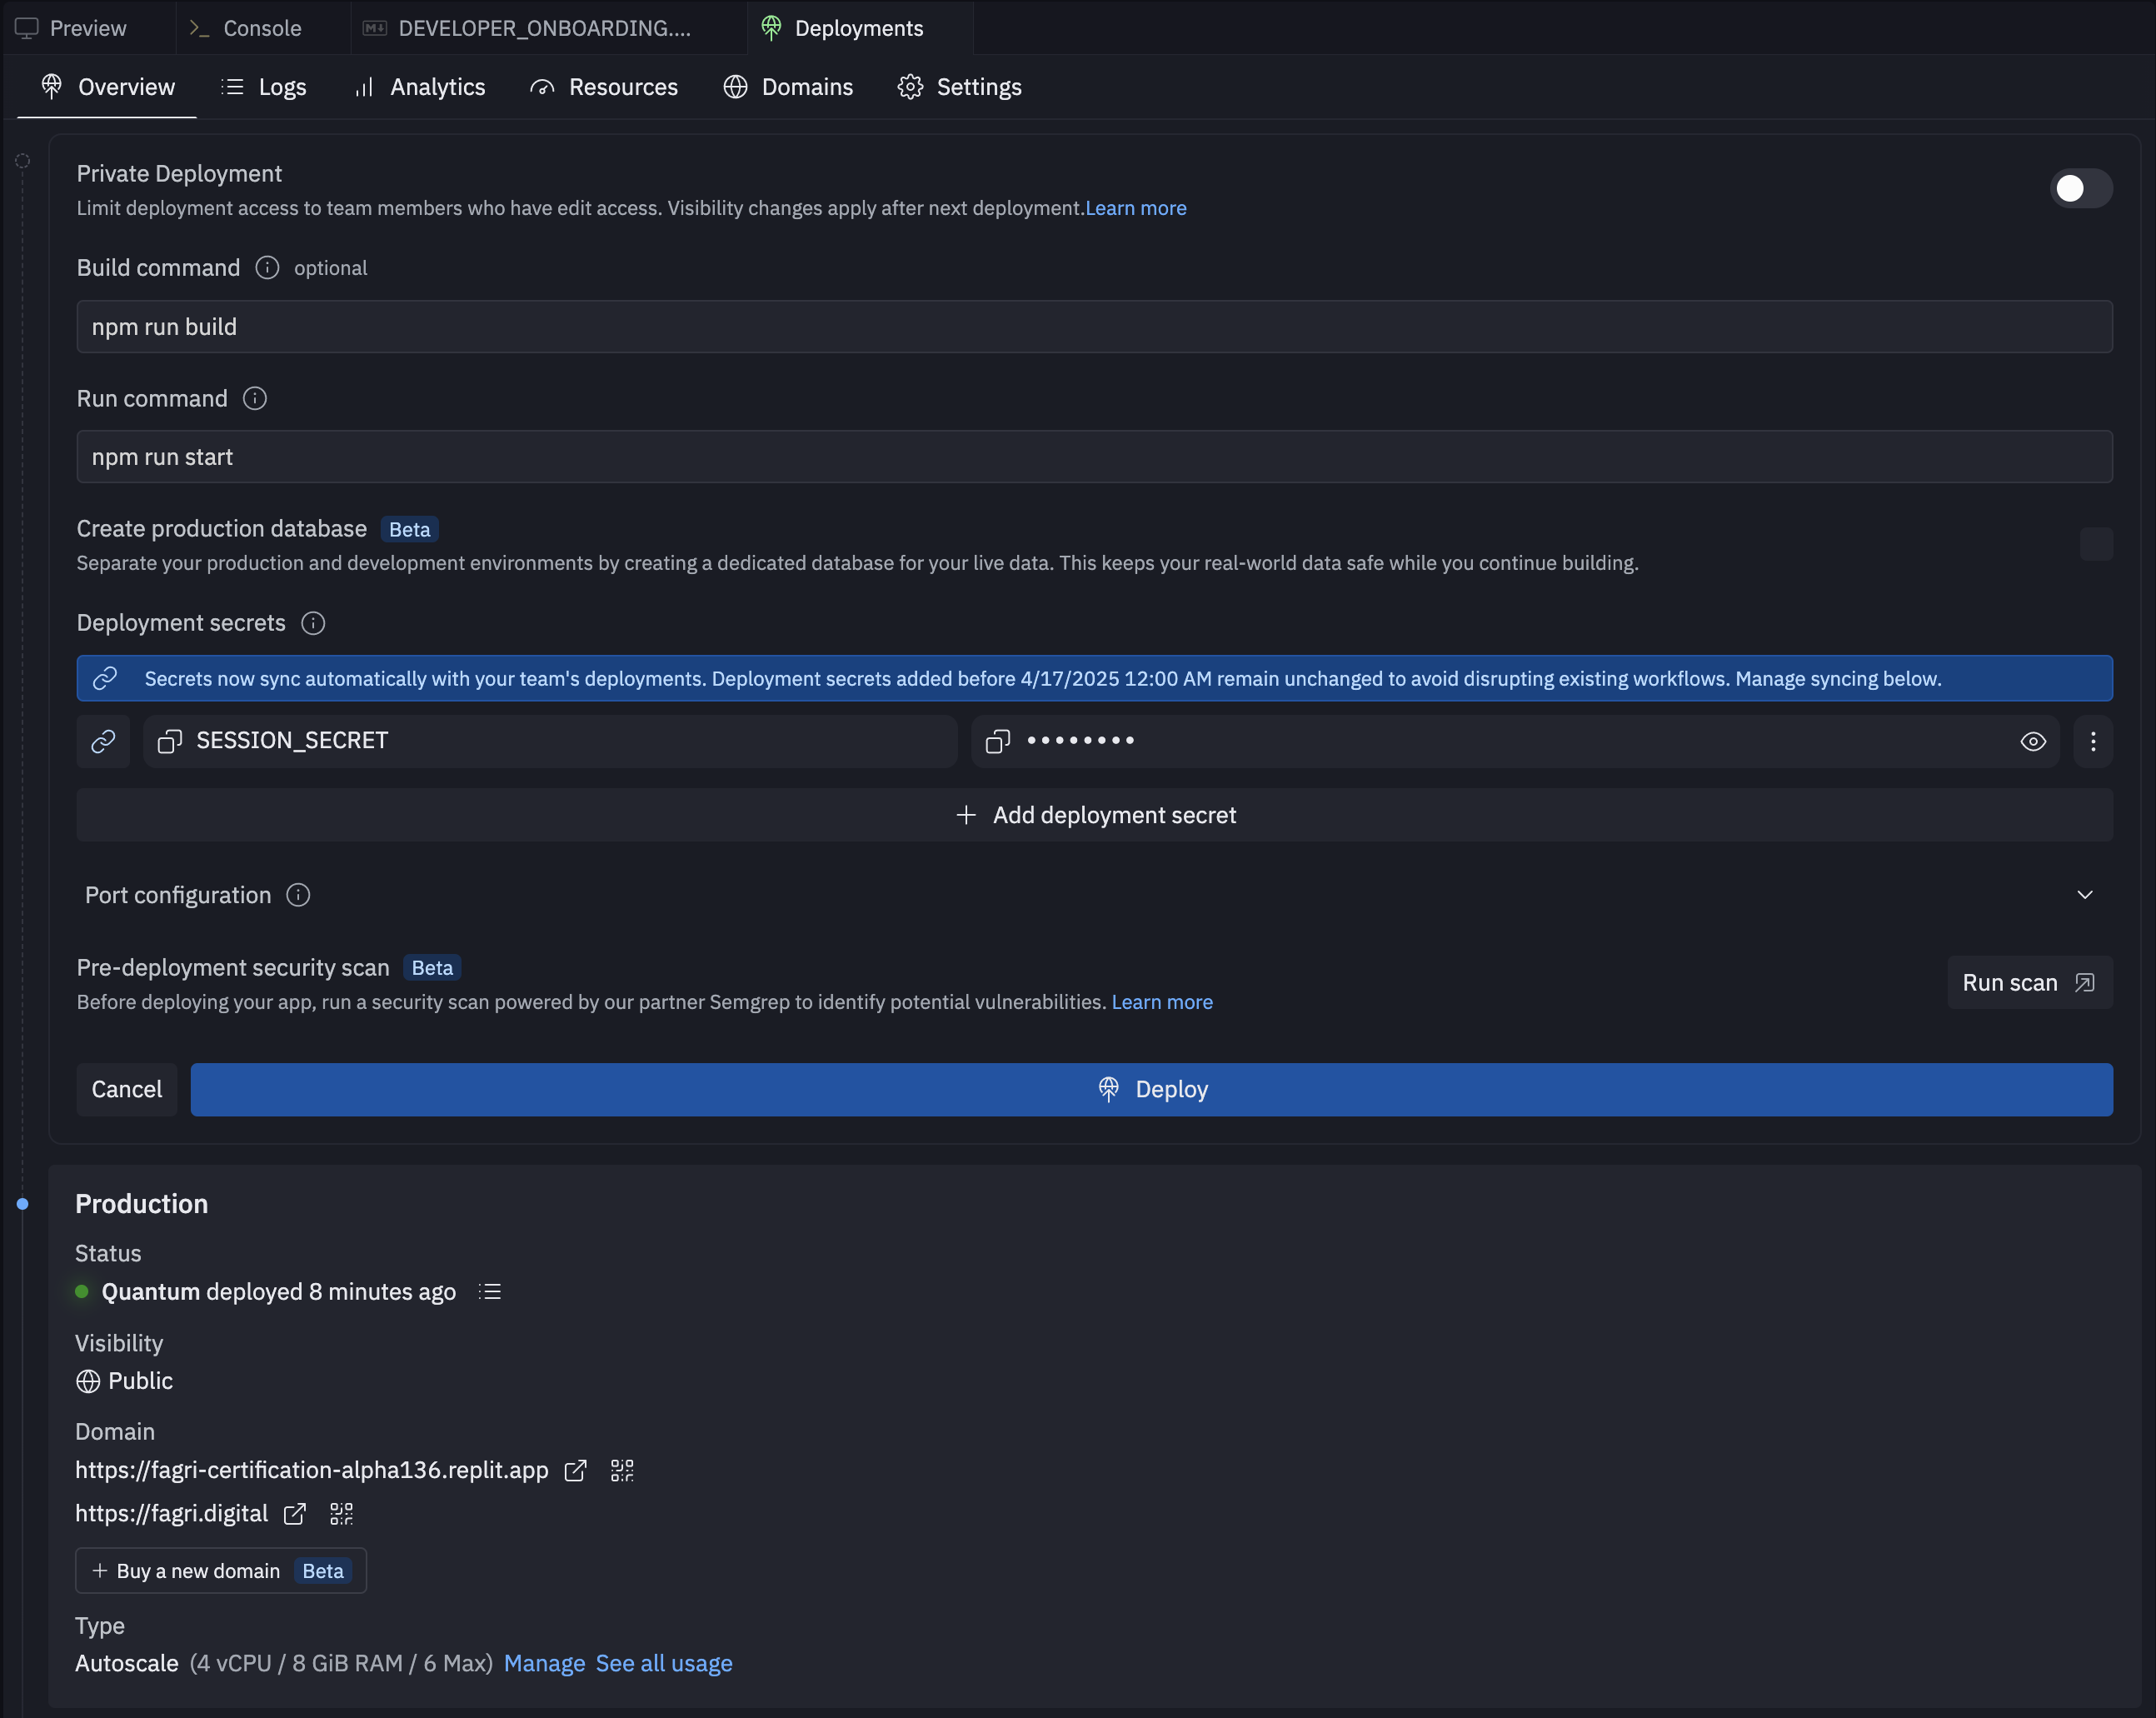 Preview
Console
DEVELOPER_ONBOARDING....
Deployments
Overview
Logs
Analytics
Resources
Domains
Settings
Private Deployment
Limit deployment access to team members who have edit access. Visibility changes apply after next deployment.Learn more
Build command optional
npm run build
Run command
npm run start
Create production database Beta
Separate your production and development environments by creating a dedicated database for your live data. This keeps your real-world data safe while you continue building.
Deployment secrets
Secrets now sync automatically with your team's deployments. Deployment secrets added before 4/17/2025 12:00 AM remain unchanged to avoid disrupting existing workflows. Manage syncing below.
SESSION_SECRET ••••••••
Add deployment secret
Port configuration
Pre-deployment security scan Beta
Before deploying your app, run a security scan powered by our partner Semgrep to identify potential vulnerabilities. Learn more
Run scan
Cancel
Deploy
Production
Status
Quantum deployed 8 minutes ago
Visibility
Public
Domain
https://fagri-certification-alpha136.replit.app
https://fagri.digital
+ Buy a new domain Beta
Type
Autoscale (4 vCPU / 8 GiB RAM / 6 Max) Manage See all usage